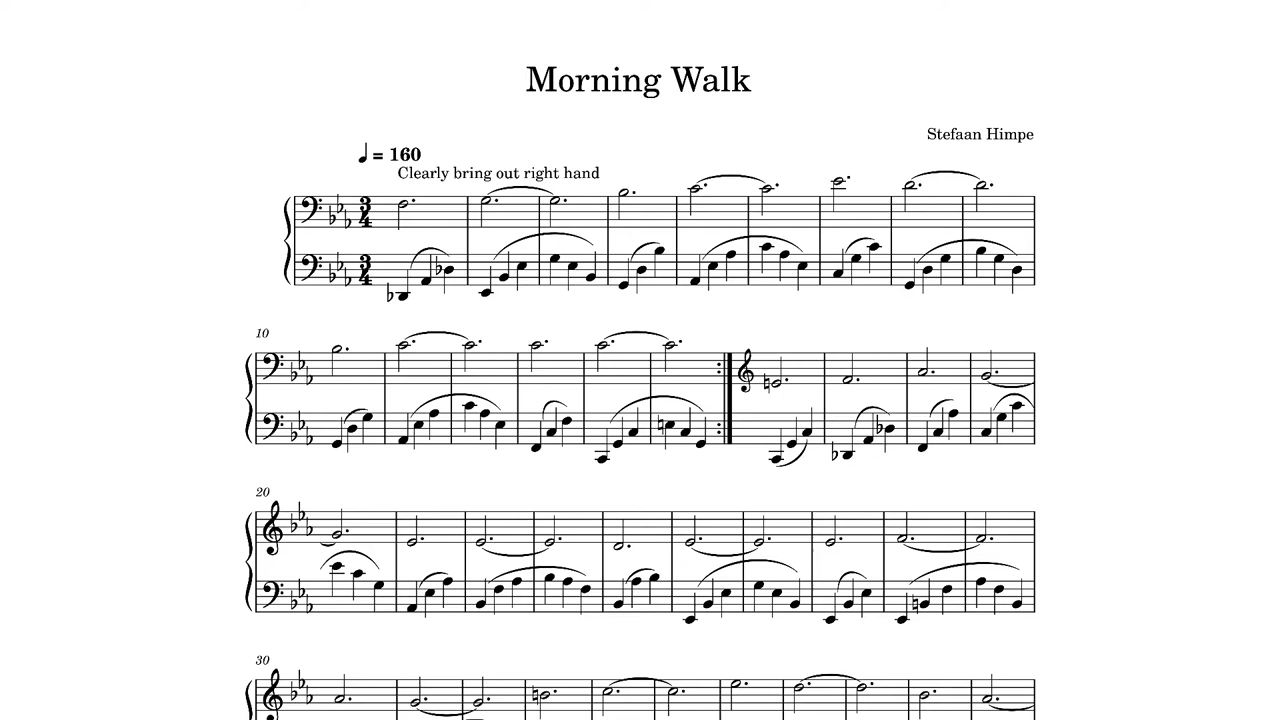 Morning Walk
Stefaan Himpe
♩ = 160
Clearly bring out right hand
3
4
3
4
10
20
30